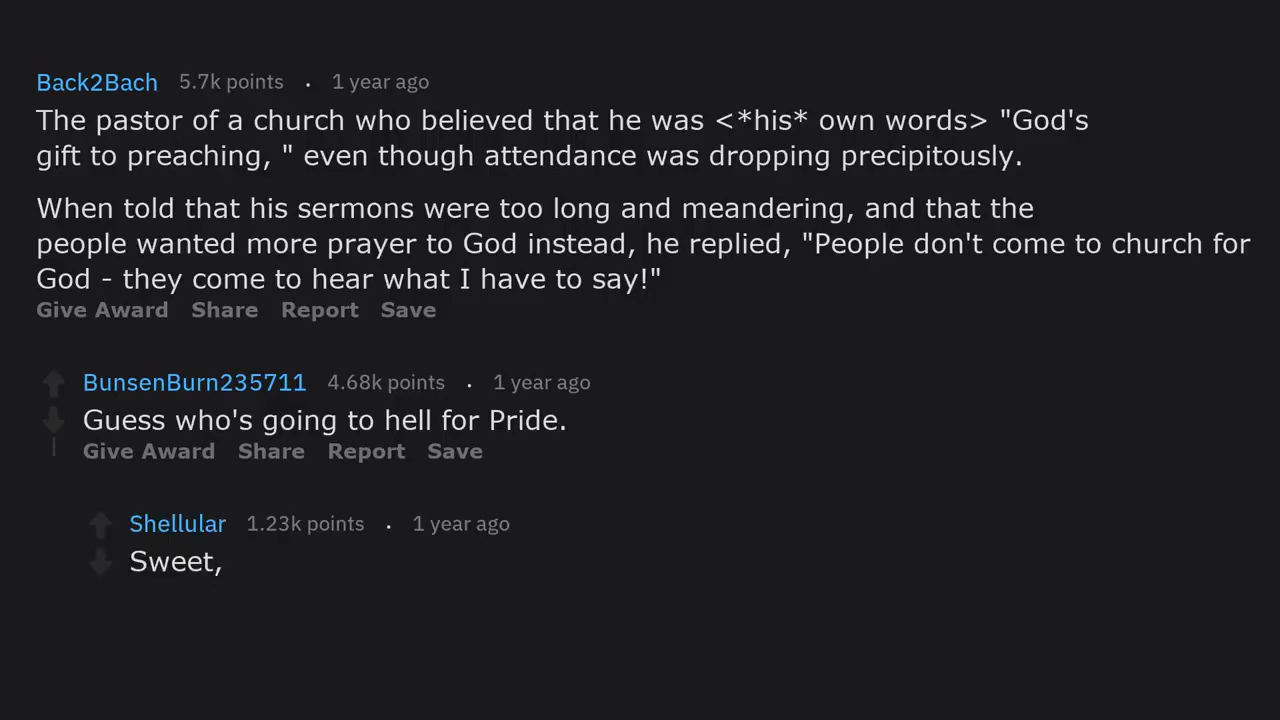 Back2Bach 5.7k points . 1 year ago
The pastor of a church who believed that he was <*his* own words> "God's
gift to preaching, " even though attendance was dropping precipitously.
When told that his sermons were too long and meandering, and that the
people wanted more prayer to God instead, he replied, "People don't come to church for
God - they come to hear what I have to say!"
Give Award Share Report Save
BunsenBurn235711 4.68k points . 1 year ago
Guess who's going to hell for Pride.
Give Award Share Report Save
Shellular 1.23k points . 1 year ago
Sweet,